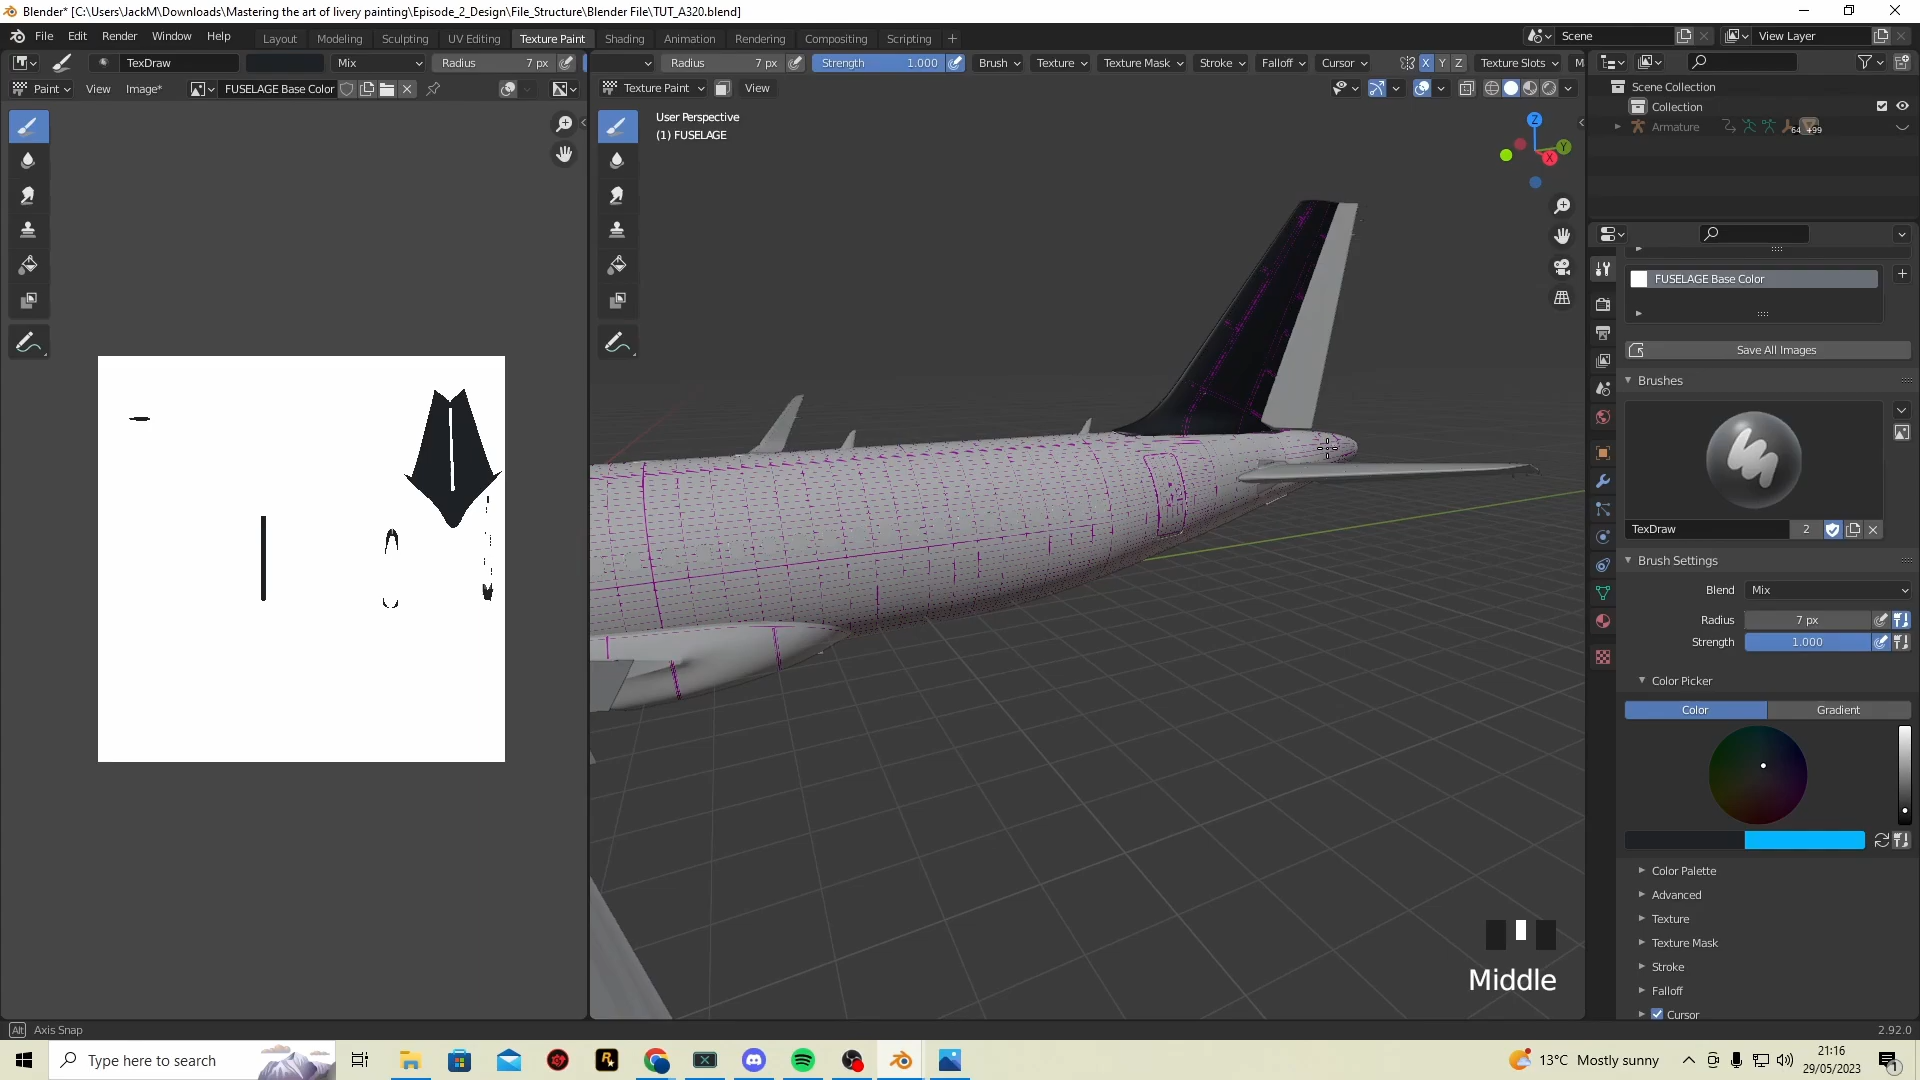 Blender* [C:\Users\JackM\Downloads\Mastering the art of livery painting\Episode_2_Design\File_Structure\Blender File\TUT_A320.blend]
File Edit Render Window Help Layout Modeling Sculpting UV Editing Texture Paint Shading Animation Rendering Compositing Scripting + Scene View Layer
TexDraw Mix Radius 7 px Radius 7 px Strength 1.000 Brush Texture Texture Mask Stroke Falloff Cursor X Y Z Texture Slots M
Paint View Image* FUSELAGE Base Color Texture Paint View
Scene Collection
Collection
Armature 64 +99
User Perspective
(1) FUSELAGE
Z
Y
X
FUSELAGE Base Color
Save All Images
Brushes
TexDraw 2
Brush Settings
Blend Mix
Radius 7 px
Strength 1.000
Color Picker
Color Gradient
Color Palette
Advanced
Texture
Texture Mask
Stroke
Falloff
Cursor
Middle
Alt Axis Snap 2.92.0
Type here to search
13°C Mostly sunny
21:16
29/05/2023
1